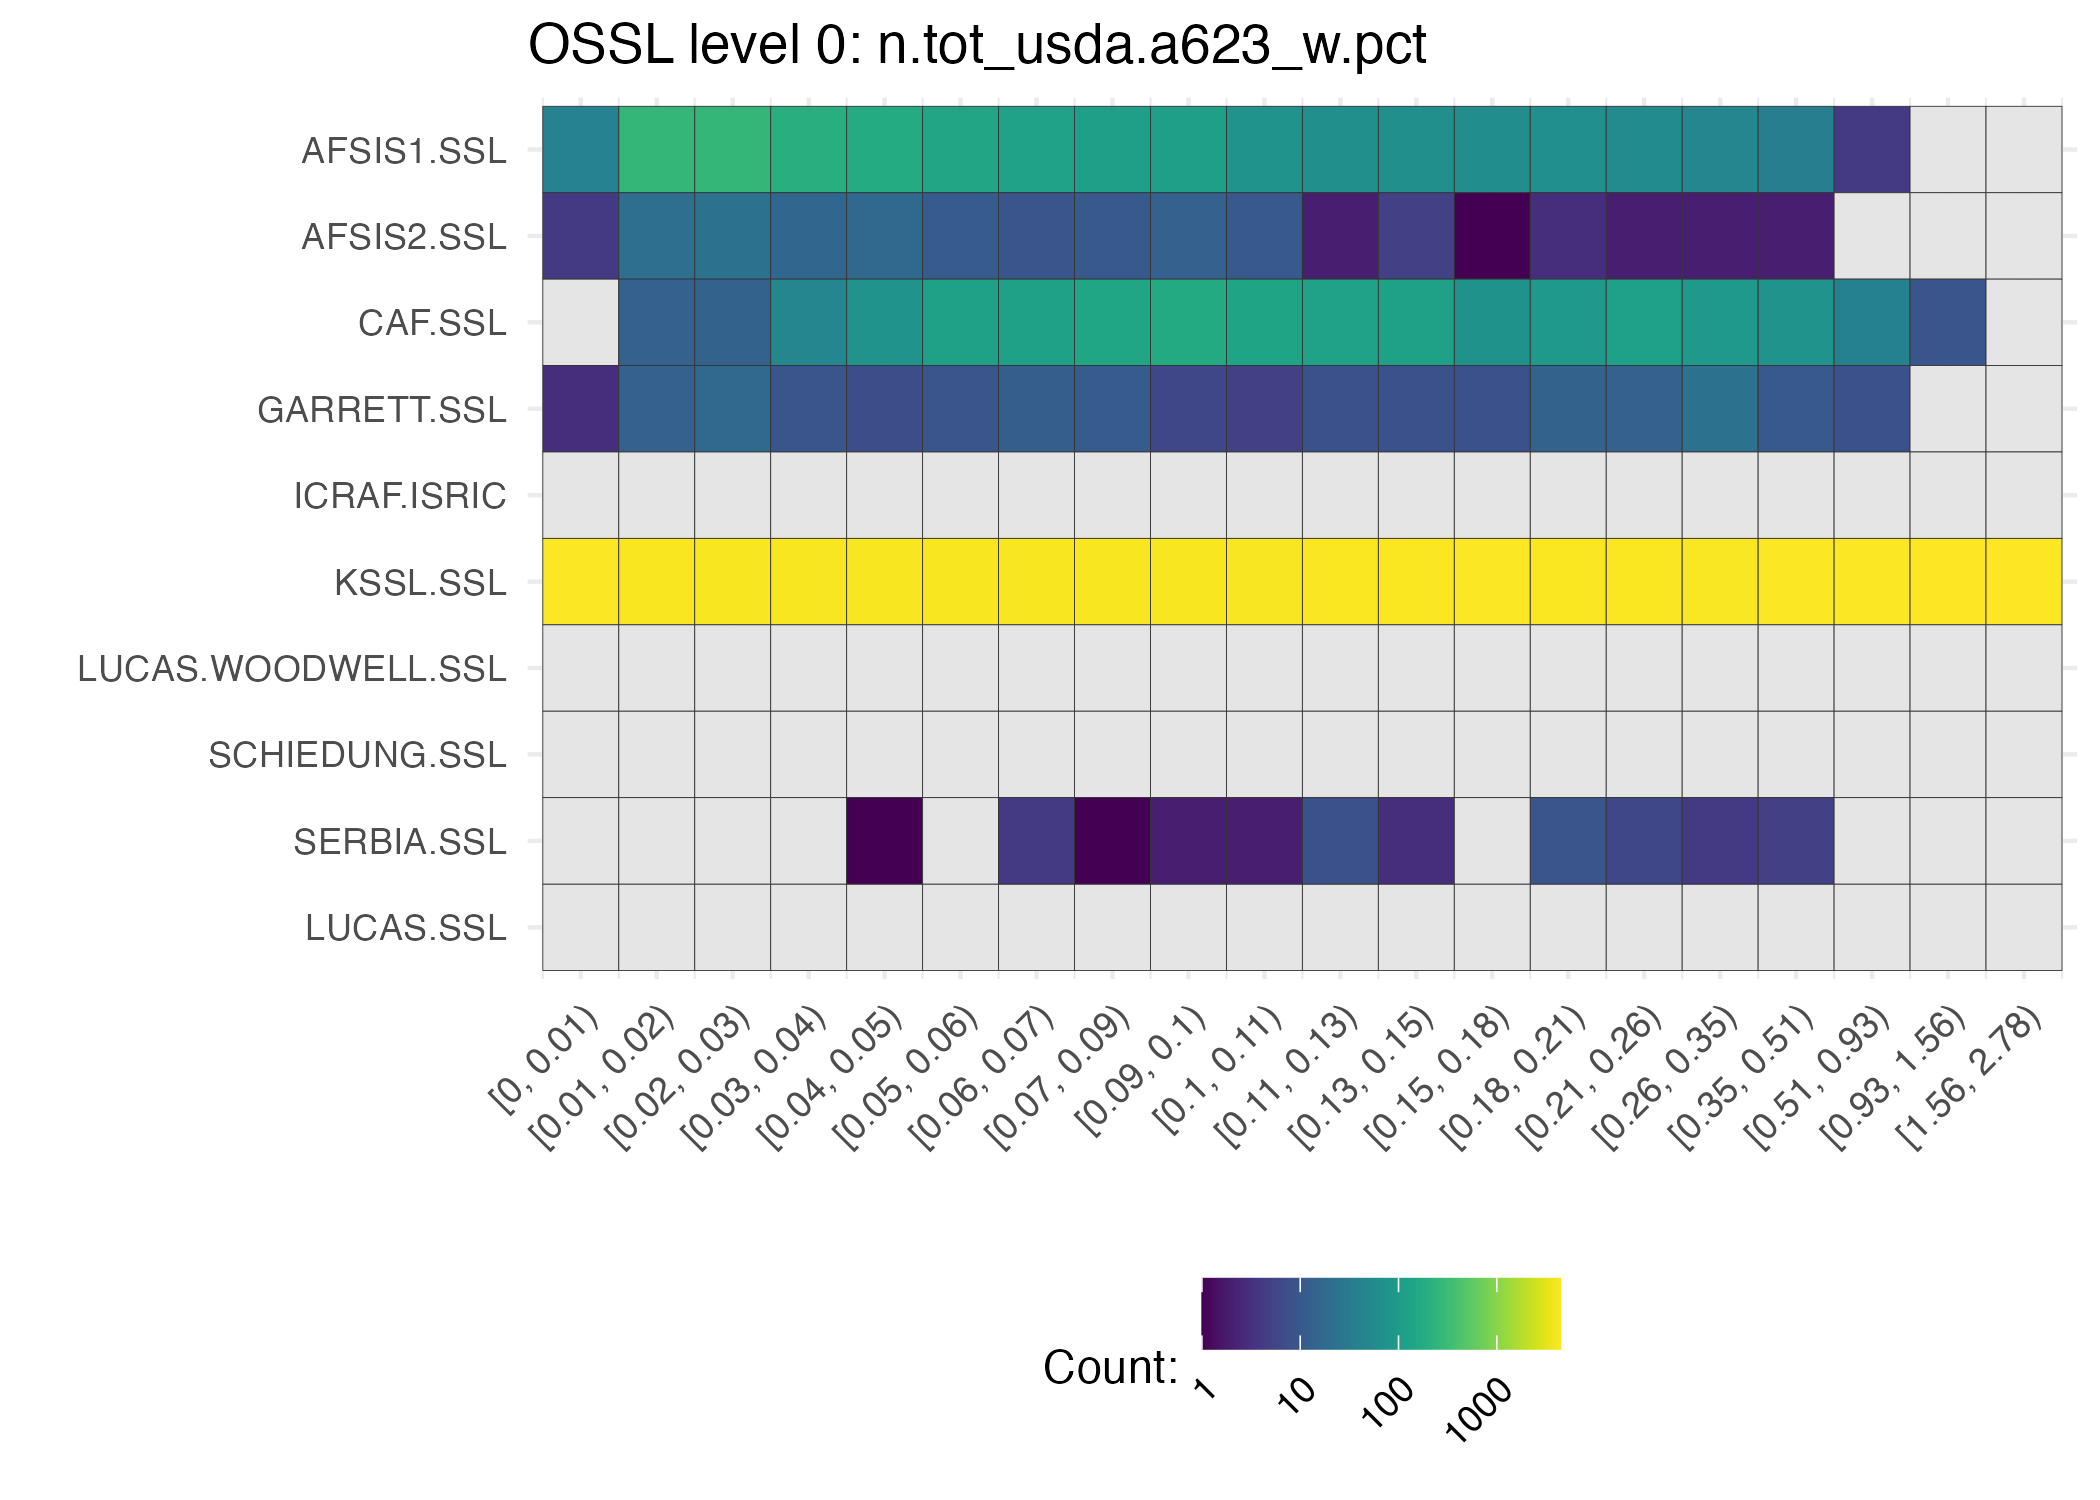 OSSL level 0: n.tot_usda.a623_w.pct
AFSIS1.SSL
AFSIS2.SSL
CAF.SSL
GARRETT.SSL
ICRAF.ISRIC
KSSL.SSL
LUCAS.WOODWELL.SSL
SCHIEDUNG.SSL
SERBIA.SSL
LUCAS.SSL
[0, 0.01)
[0.01, 0.02)
[0.02, 0.03)
[0.03, 0.04)
[0.04, 0.05)
[0.05, 0.06)
[0.06, 0.07)
[0.07, 0.09)
[0.09, 0.1)
[0.1, 0.11)
[0.11, 0.13)
[0.13, 0.15)
[0.15, 0.18)
[0.18, 0.21)
[0.21, 0.26)
[0.26, 0.35)
[0.35, 0.51)
[0.51, 0.93)
[0.93, 1.56)
[1.56, 2.78)
Count:
1
10
100
1000